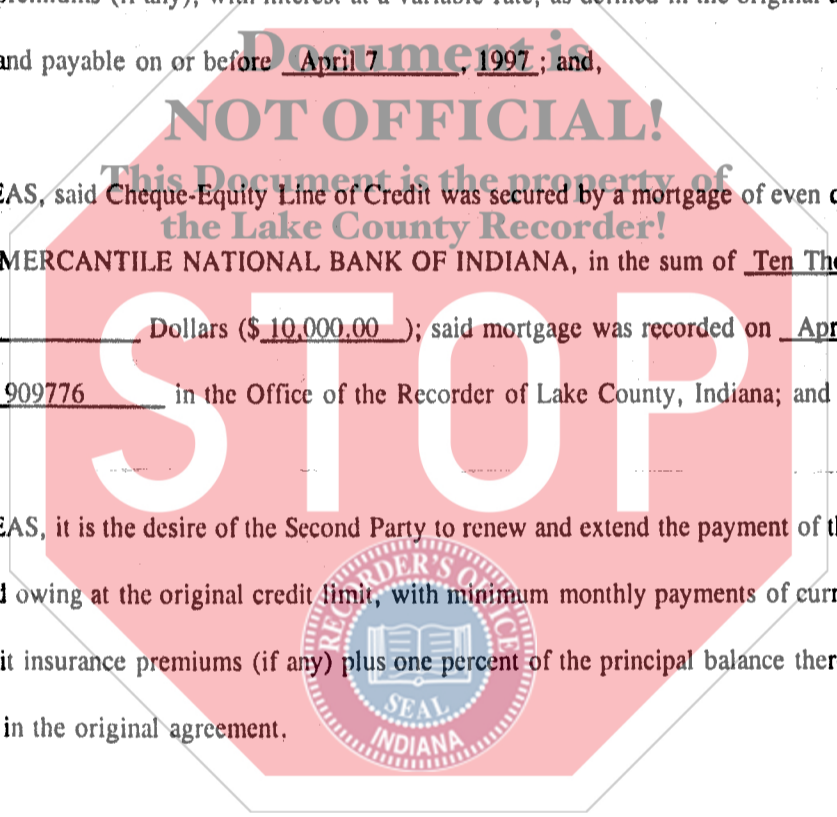 and payable on or before April 7, 1997; and,
Document is
NOT OFFICIAL!
This Document is the property of
the Lake County Recorder!
EAS, said Cheque-Equity Line of Credit was secured by a mortgage of even
MERCANTILE NATIONAL BANK OF INDIANA, in the sum of Ten
Dollars ($ 10,000.00 ); said mortgage was recorded on Apr
909776 in the Office of the Recorder of Lake County, Indiana; and
STOP
EAS, it is the desire of the Second Party to renew and extend the payment of
owing at the original credit limit, with minimum monthly payments of curr
it insurance premiums (if any) plus one percent of the principal balance ther
in the original agreement.
RECORDER'S OFFICE
SEAL
INDIANA